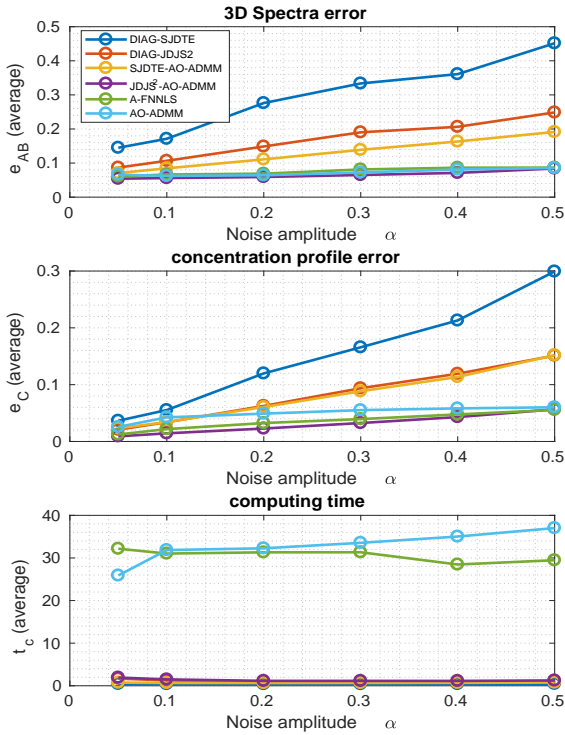 3D Spectra error
0.5
0.4
0.3
0.2
0.1
0
e_AB (average)
DIAG-SJDTE
DIAG-JDJS2
SJDTE-AO-ADMM
JDJS²-AO-ADMM
A-FNNLS
AO-ADMM
0 0.1 0.2 0.3 0.4 0.5
Noise amplitude α
concentration profile error
0.3
0.2
0.1
0
e_C (average)
0 0.1 0.2 0.3 0.4 0.5
Noise amplitude α
computing time
40
30
20
10
0
t_c (average)
0 0.1 0.2 0.3 0.4 0.5
Noise amplitude α